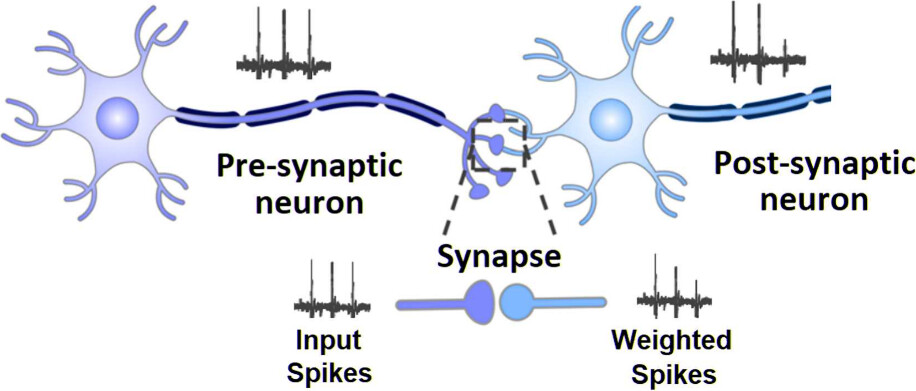 Pre-synaptic
neuron
Post-synaptic
neuron
Synapse
Input
Spikes
Weighted
Spikes